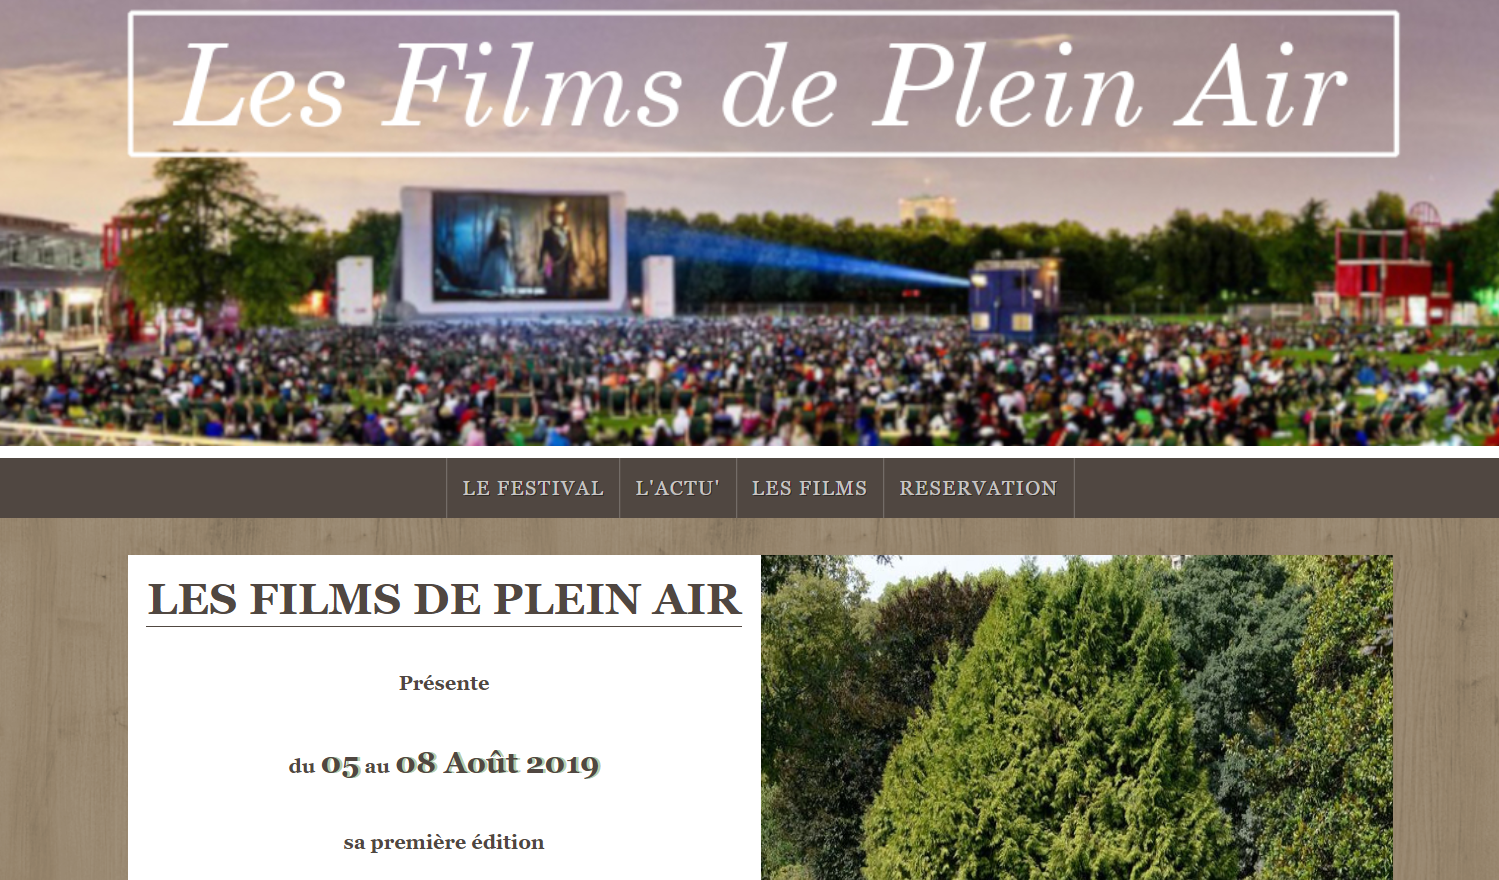 Les Films de Plein Air
LE FESTIVAL
L'ACTU'
LES FILMS
RESERVATION
LES FILMS DE PLEIN AIR
Présente
du 05 au 08 Août 2019
sa première édition